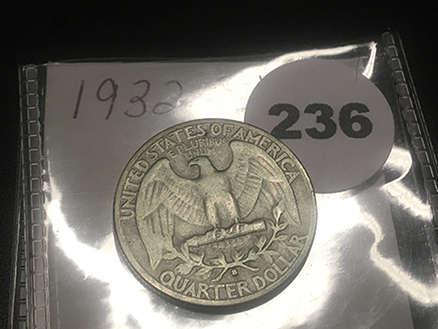 1932
236
UNITED STATES OF AMERICA
E PLURIBUS
UNUM
QUARTER DOLLAR